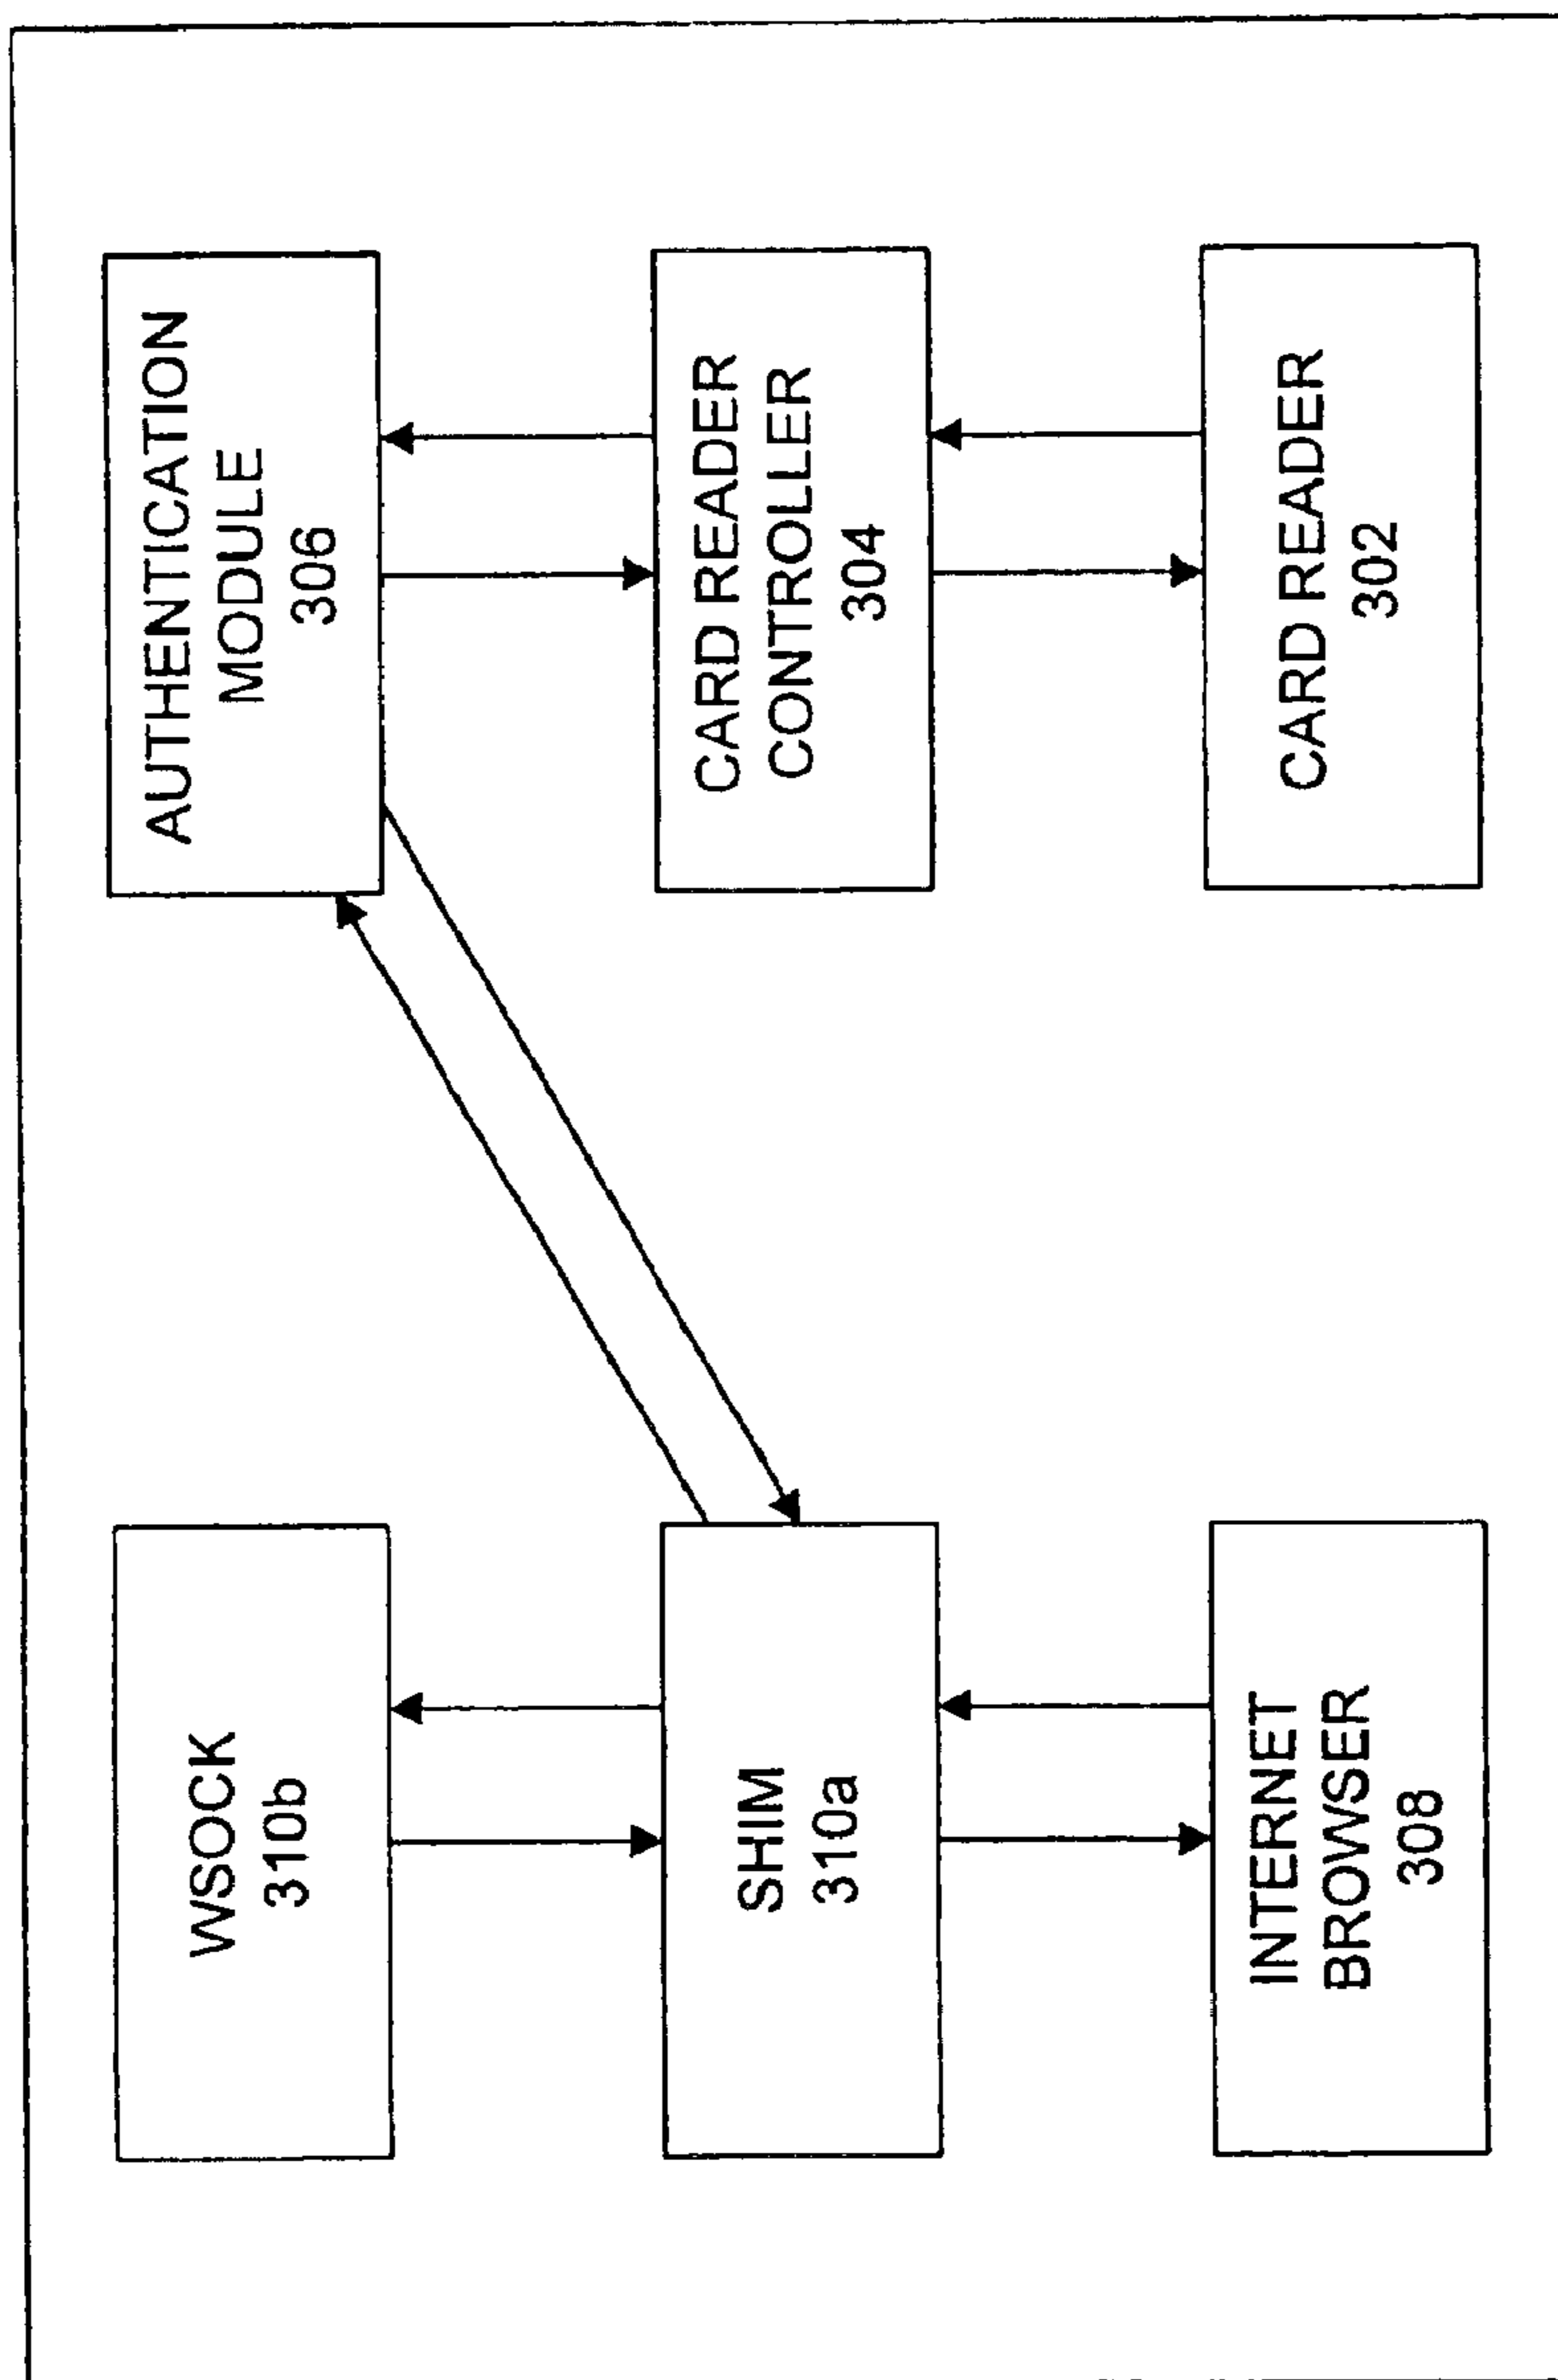 WSOCK
310b
AUTHENTICATION
MODULE
306
SHIM
310a
CARD READER
CONTROLLER
304
INTERNET
BROWSER
308
CARD READER
302